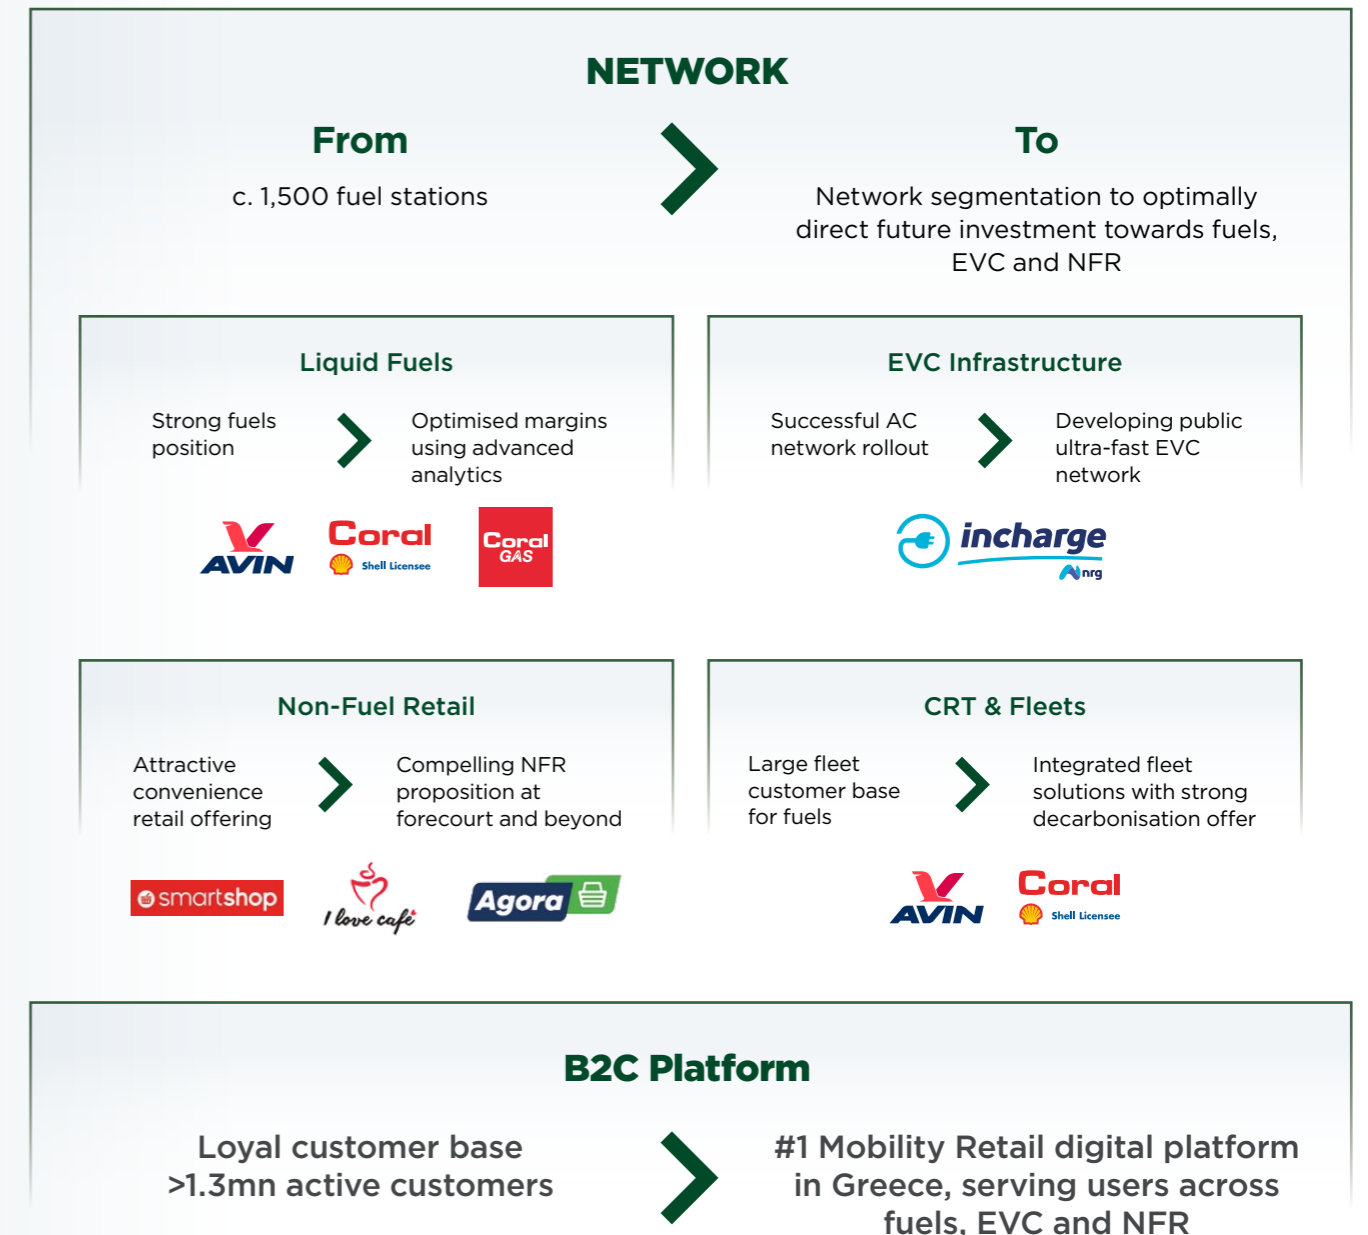 NETWORK
From
To
c. 1,500 fuel stations
Network segmentation to optimally
direct future investment towards fuels,
EVC and NFR
Liquid Fuels
Strong fuels
position
Optimised margins
using advanced
analytics
AVIN
Coral
Shell Licensee
Coral
GAS
EVC Infrastructure
Successful AC
network rollout
Developing public
ultra-fast EVC
network
incharge
nrg
Non-Fuel Retail
Attractive
convenience
retail offering
Compelling NFR
proposition at
forecourt and beyond
smartshop
I love café
Agora
CRT & Fleets
Large fleet
customer base
for fuels
Integrated fleet
solutions with strong
decarbonisation offer
AVIN
Coral
Shell Licensee
B2C Platform
Loyal customer base
>1.3mn active customers
#1 Mobility Retail digital platform
in Greece, serving users across
fuels, EVC and NFR